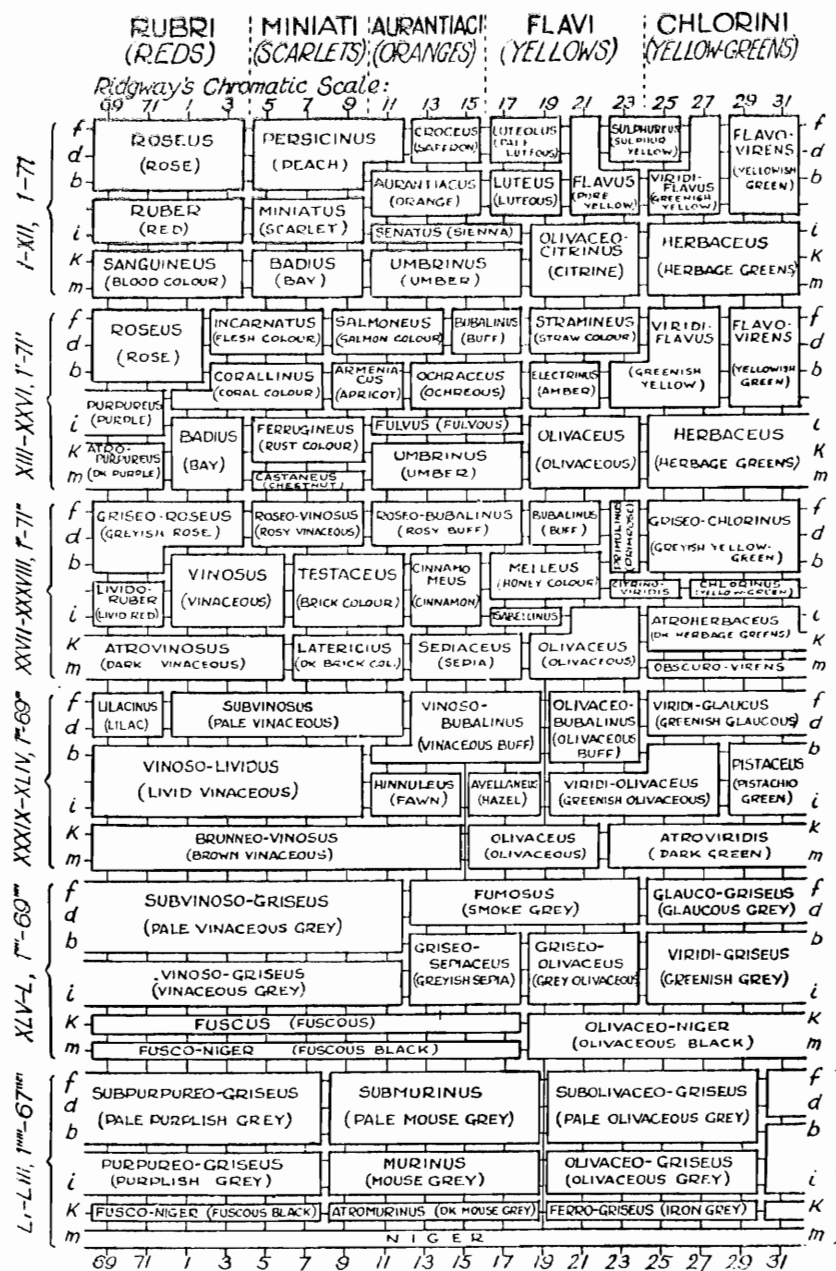 RUBRI MINIATI AURANTIACI FLAVI CHLORINI
(REDS) (SCARLETS) (ORANGES) (YELLOWS) (YELLOW-GREENS)
Ridgway's Chromatic Scale:
69 71 1 3 5 7 9 11 13 15 17 19 21 23 25 27 29 31
I-XII, 1-71
f d b i k m
ROSEUS
(ROSE)
PERSICINUS
(PEACH)
CROCEUS
(SAFFRON)
LUTEOLUS
(PALE
LUTEOUS)
SULPHUREUS
(SULPHUR
YELLOW)
FLAVO-
VIRENS
(YELLOWISH
GREEN)
AURANTIACUS
(ORANGE)
LUTEUS
(LUTEOUS)
FLAVUS
(PURE
YELLOW)
VIRIDI-
FLAVUS
(GREENISH
YELLOW)
RUBER
(RED)
MINIATUS
(SCARLET)
SENATUS (SIENNA)
OLIVACEO-
CITRINUS
(CITRINE)
HERBACEUS
(HERBAGE GREENS)
SANGUINEUS
(BLOOD COLOUR)
BADIUS
(BAY)
UMBRINUS
(UMBER)
f d b i k m
XIII-XXVI, 1'-71'
f d b i k m
ROSEUS
(ROSE)
INCARNATUS
(FLESH COLOUR)
SALMONEUS
(SALMON COLOUR)
BUBALINUS
(BUFF)
STRAMINEUS
(STRAW COLOUR)
VIRIDI-
FLAVUS
(GREENISH
YELLOW)
FLAVO-
VIRENS
(YELLOWISH
GREEN)
CORALLINUS
(CORAL COLOUR)
ARMENIA-
CUS
(APRICOT)
OCHRACEUS
(OCHREOUS)
ELECTRINUS
(AMBER)
PURPUREUS
(PURPLE)
BADIUS
(BAY)
FERRUGINEUS
(RUST COLOUR)
FULVUS (FULVOUS)
OLIVACEUS
(OLIVACEOUS)
HERBACEUS
(HERBAGE GREENS)
ATRO-
PURPUREUS
(DK PURPLE)
UMBRINUS
(UMBER)
CASTANEUS
(CHESTNUT)
f d b i k m
XXVII-XXXVIII, 1"-71"
f d b i k m
GRISEO-ROSEUS
(GREYISH ROSE)
ROSEO-VINOSUS
(ROSY VINACEOUS)
ROSEO-BUBALINUS
(ROSY BUFF)
BUBALINUS
(BUFF)
PRIMULINUS
(PRIMROSE)
GRISEO-CHLORINUS
(GREYISH YELLOW-
GREEN)
VINOSUS
(VINACEOUS)
TESTACEUS
(BRICK COLOUR)
CINNAMO
MEUS
(CINNAMON)
MELLEUS
(HONEY COLOUR)
CITRINO-
VIRIDIS
CHLORINUS
(YELLOW-GREEN)
LIVIDO-
RUBER
(LIVID RED)
ISABELLINUS
ATROHERBACEUS
(DK HERBAGE GREENS)
ATROVINOSUS
(DARK VINACEOUS)
LATERICIUS
(DK BRICK COL.)
SEPIACEUS
(SEPIA)
OLIVACEUS
(OLIVACEOUS)
OBSCURO-VIRENS
f d b i k m
XXXIX-XLIV, 1'''-69'''
f d b i k m
LILACINUS
(LILAC)
SUBVINOSUS
(PALE VINACEOUS)
VINOSO-
BUBALINUS
(VINACEOUS BUFF)
OLIVACEO-
BUBALINUS
(OLIVACEOUS
BUFF)
VIRIDI-GLAUCUS
(GREENISH GLAUCOUS)
VINOSO-LIVIDUS
(LIVID VINACEOUS)
HINNULEUS
(FAWN)
AVELLANEUS
(HAZEL)
VIRIDI-OLIVACEUS
(GREENISH OLIVACEOUS)
PISTACEUS
(PISTACHIO
GREEN)
BRUNNEO-VINOSUS
(BROWN VINACEOUS)
OLIVACEUS
(OLIVACEOUS)
ATROVIRIDIS
(DARK GREEN)
f d b i k m
XLV-L, 1''''-69''''
f d b i k m
SUBVINOSO-GRISEUS
(PALE VINACEOUS GREY)
FUMOSUS
(SMOKE GREY)
GLAUCO-GRISEUS
(GLAUCOUS GREY)
GRISEO-
SEPIACEUS
(GREYISH SEPIA)
GRISEO-
OLIVACEUS
(GREY OLIVACEOUS)
VIRIDI-GRISEUS
(GREENISH GREY)
VINOSO-GRISEUS
(VINACEOUS GREY)
FUSCUS (FUSCOUS)
OLIVACEO-NIGER
(OLIVACEOUS BLACK)
FUSCO-NIGER (FUSCOUS BLACK)
f d b i k m
LI-LIII, 1'''''-67'''''
f d b i k m
SUBPURPUREO-GRISEUS
(PALE PURPLISH GREY)
SUBMURINUS
(PALE MOUSE GREY)
SUBOLIVACEO-GRISEUS
(PALE OLIVACEOUS GREY)
PURPUREO-GRISEUS
(PURPLISH GREY)
MURINUS
(MOUSE GREY)
OLIVACEO-GRISEUS
(OLIVACEOUS GREY)
FUSCO-NIGER (FUSCOUS BLACK)
ATROMURINUS (DK MOUSE GREY)
FERRO-GRISEUS (IRON GREY)
NIGER
f d b i k m
69 71 1 3 5 7 9 11 13 15 17 19 21 23 25 27 29 31